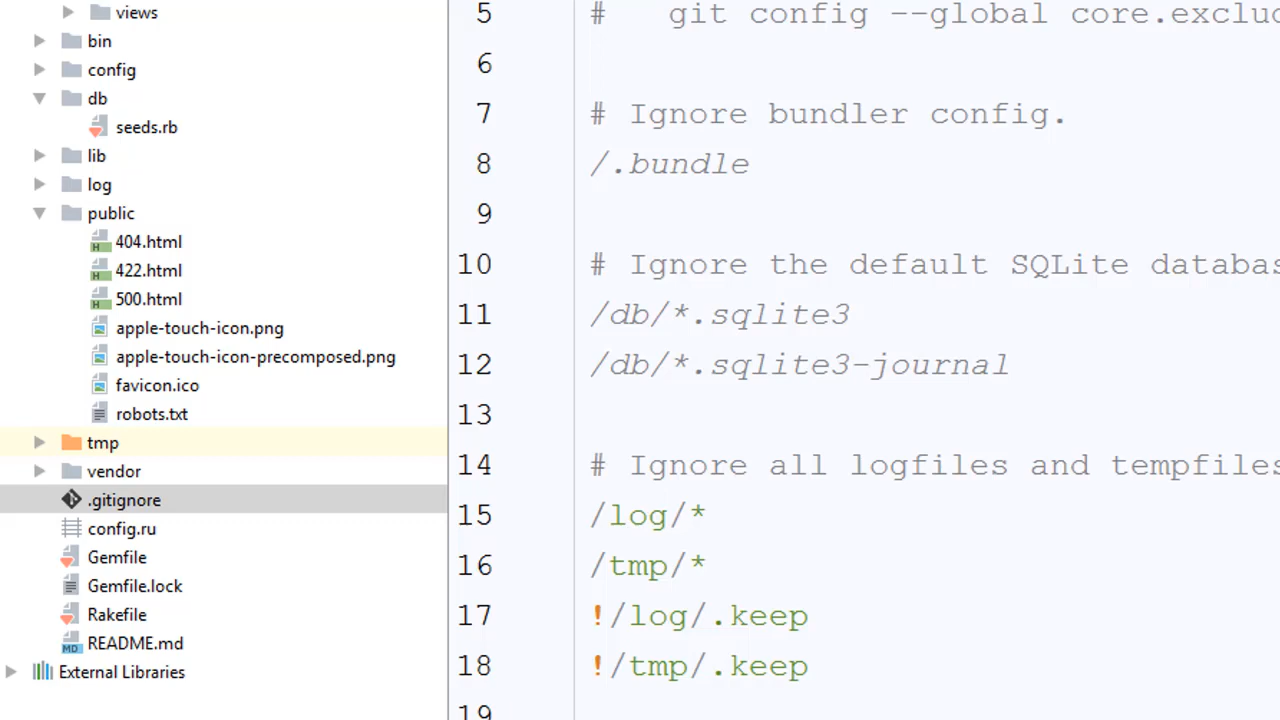 views
bin
config
db
seeds.rb
lib
log
public
404.html
422.html
500.html
apple-touch-icon.png
apple-touch-icon-precomposed.png
favicon.ico
robots.txt
tmp
vendor
.gitignore
config.ru
Gemfile
Gemfile.lock
Rakefile
README.md
External Libraries
5 # git config --global core.excluc
6
7 # Ignore bundler config.
8 /.bundle
9
10 # Ignore the default SQLite databas
11 /db/*.sqlite3
12 /db/*.sqlite3-journal
13
14 # Ignore all logfiles and tempfiles
15 /log/*
16 /tmp/*
17 !/log/.keep
18 !/tmp/.keep
19